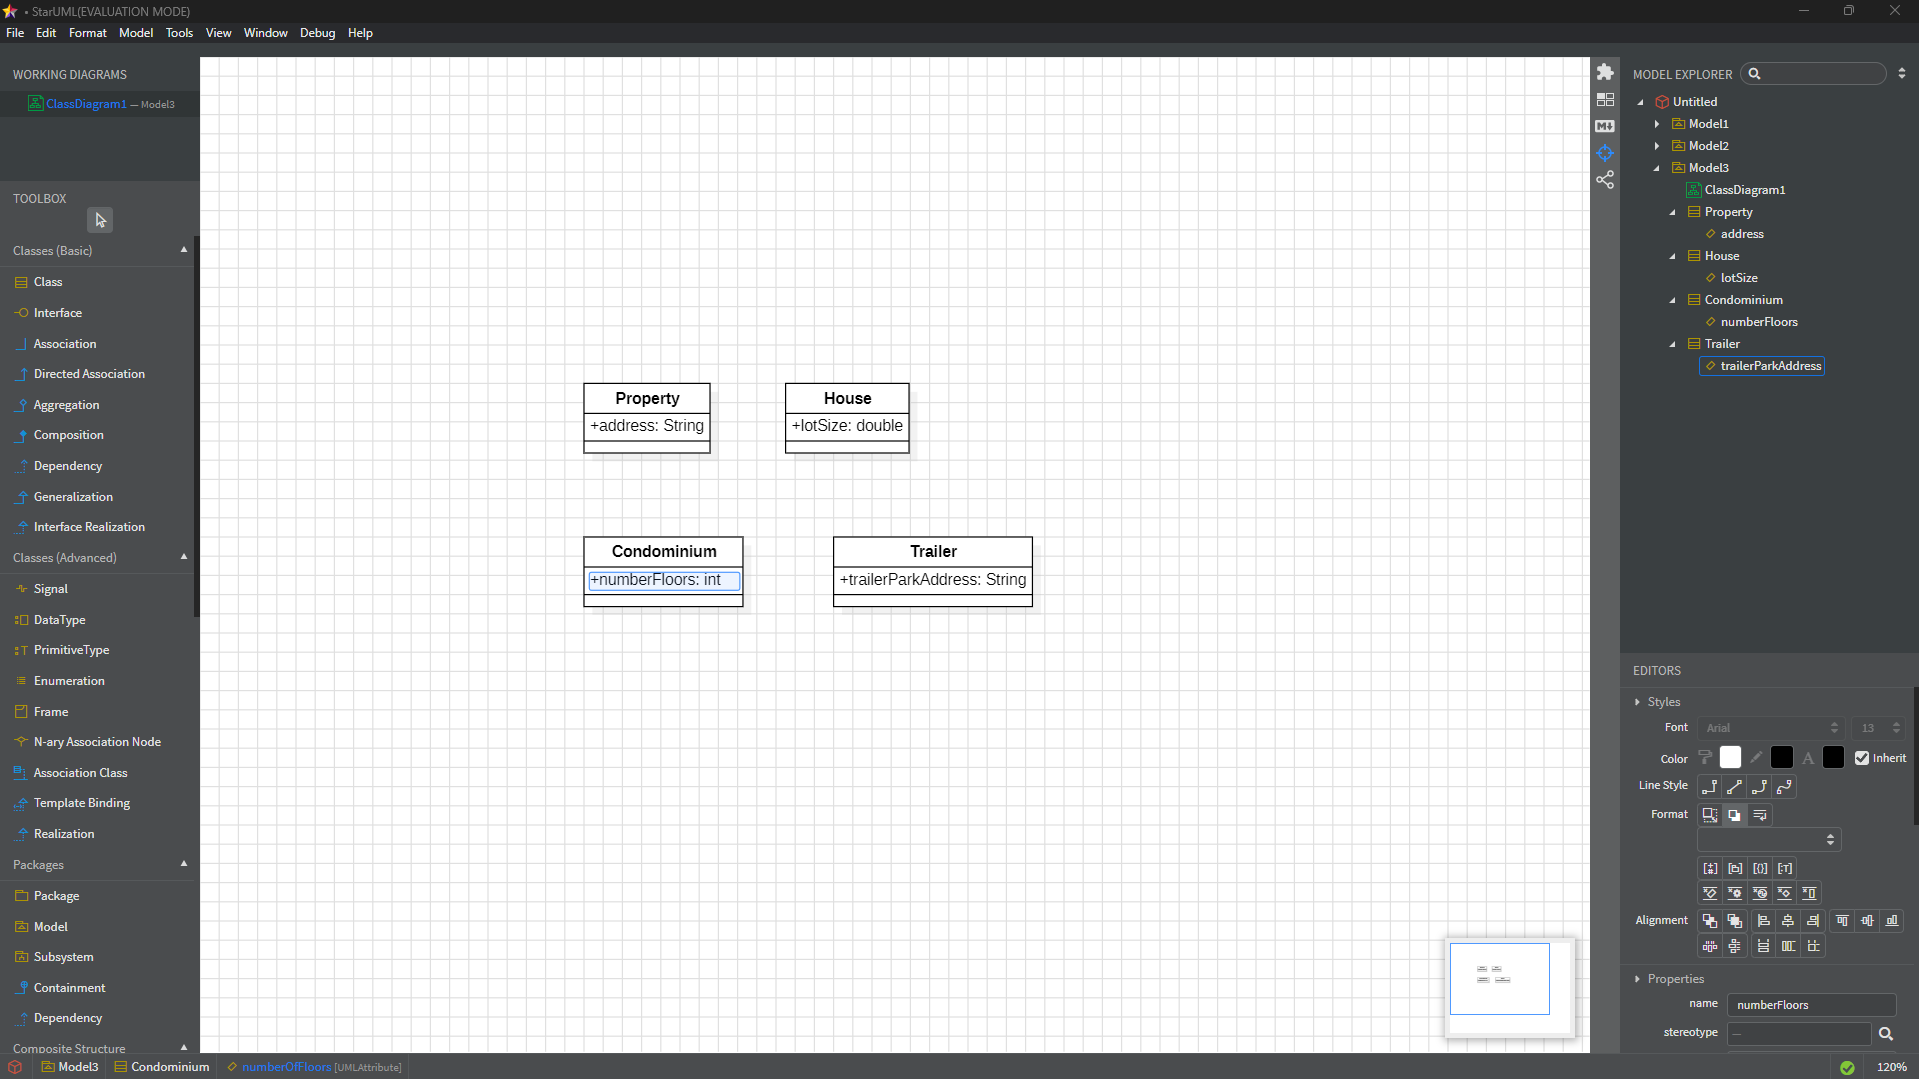 • StarUML(EVALUATION MODE)
File Edit Format Model Tools View Window Debug Help
WORKING DIAGRAMS
ClassDiagram1 — Model3
TOOLBOX
Classes (Basic)
Class
Interface
Association
Directed Association
Aggregation
Composition
Dependency
Generalization
Interface Realization
Classes (Advanced)
Signal
DataType
PrimitiveType
Enumeration
Frame
N-ary Association Node
Association Class
Template Binding
Realization
Packages
Package
Model
Subsystem
Containment
Dependency
Composite Structure
Property
+address: String
House
+lotSize: double
Condominium
+numberFloors: int
Trailer
+trailerParkAddress: String
MODEL EXPLORER
Untitled
Model1
Model2
Model3
ClassDiagram1
Property
address
House
lotSize
Condominium
numberFloors
Trailer
trailerParkAddress
EDITORS
Styles
Font Arial 13
Color A Inherit
Line Style
Format
Alignment
Properties
name numberFloors
stereotype —
Model3 Condominium numberOfFloors [UMLAttribute]
120%